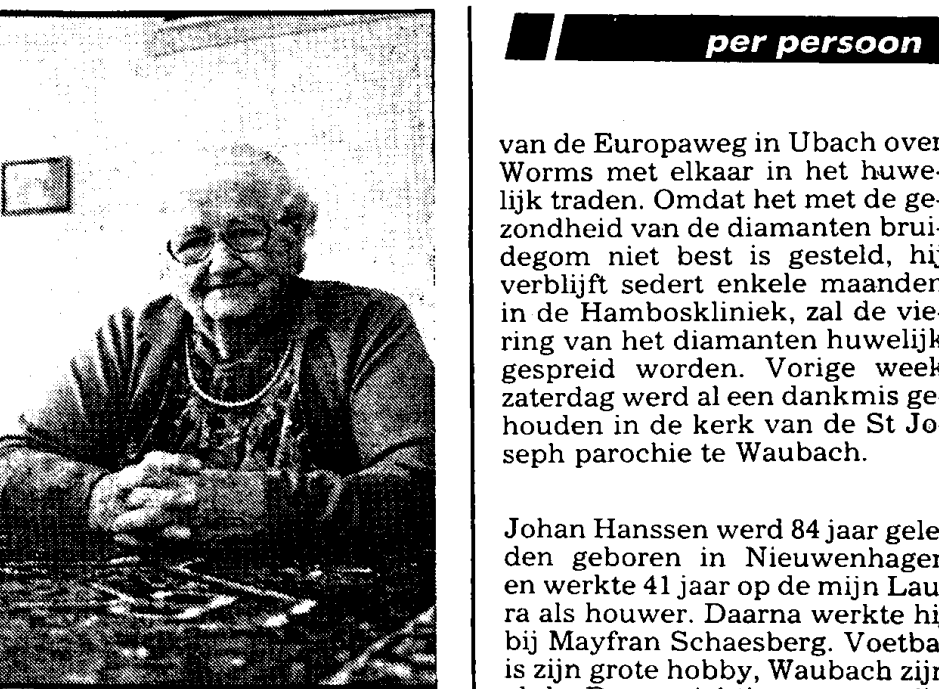 per persoon
van de Europaweg in Ubach over
Worms met elkaar in het huwe-
lijk traden. Omdat het met de ge-
zondheid van de diamanten brui-
degom niet best is gesteld, hij
verblijft sedert enkele maanden
in de Hamboskliniek, zal de vie-
ring van het diamanten huwelijk
gespreid worden. Vorige week
zaterdag werd al een dankmis ge-
houden in de kerk van de St Jo-
seph parochie te Waubach.
Johan Hanssen werd 84 jaar gele
den geboren in Nieuwenhagen
en werkte 41 jaar op de mijn Lau
ra als houwer. Daarna werkte hij
bij Mayfran Schaesberg. Voetba
is zijn grote hobby, Waubach zijn